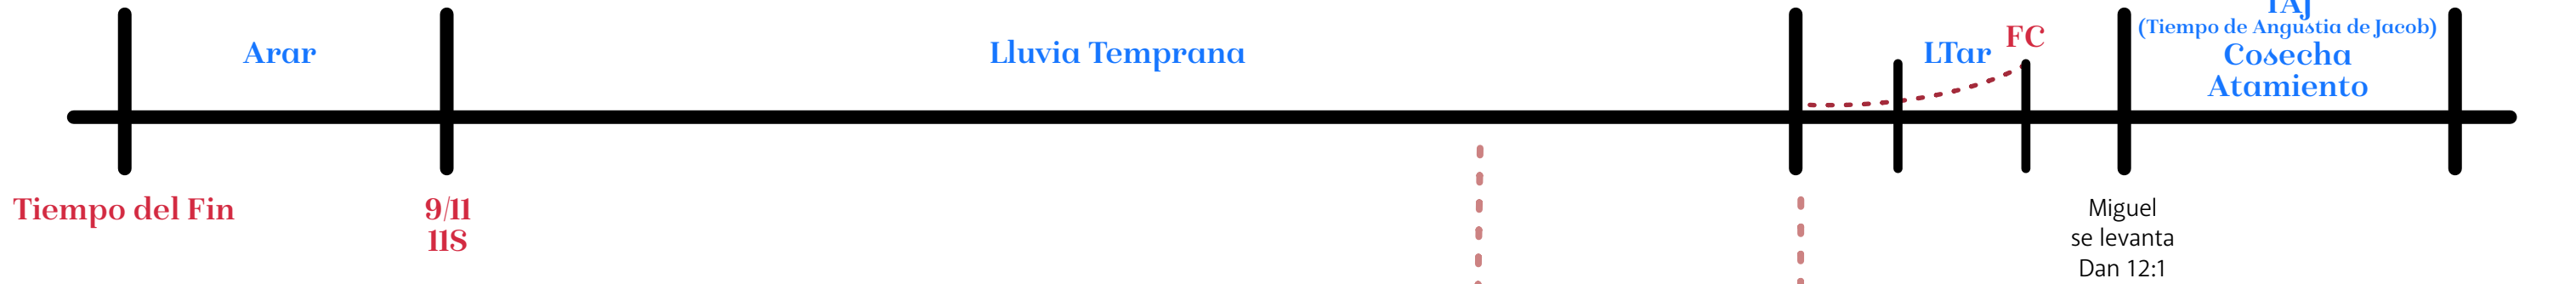 TAJ
(Tiempo de Angustia de Jacob)
Arar
Lluvia Temprana
LTar
FC
Cosecha
Atamiento
Tiempo del Fin
9/11
11S
Miguel
se levanta
Dan 12:1